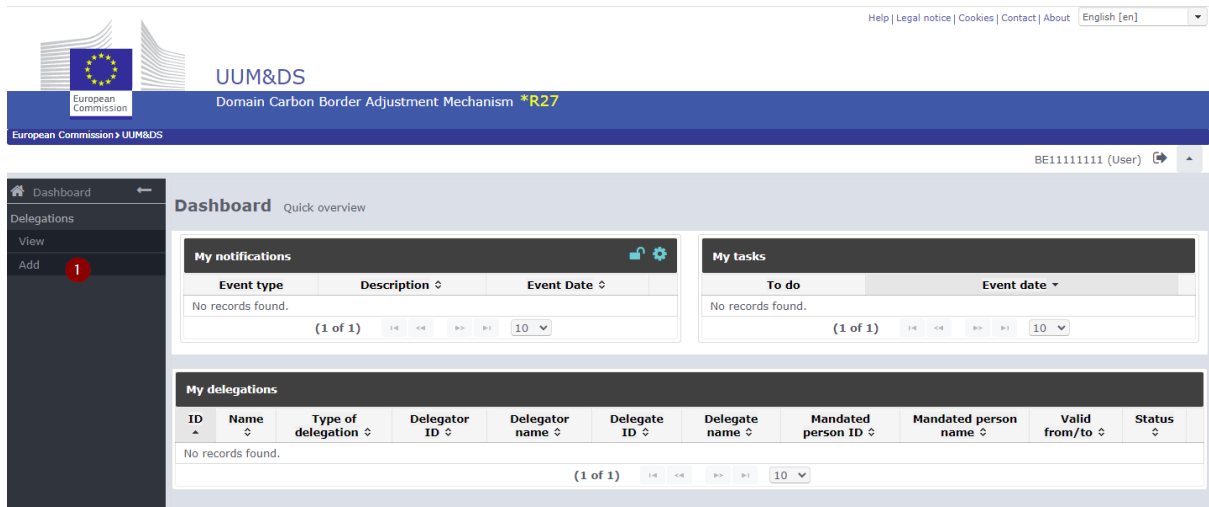 Help | Legal notice | Cookies | Contact | About English [en]
UUM&DS
European
Commission
Domain Carbon Border Adjustment Mechanism *R27
European Commission > UUM&DS
BE11111111 (User)
Dashboard
Delegations
View
Add 1
Dashboard Quick overview
My notifications
Event type Description Event Date
No records found.
(1 of 1) 10
My tasks
To do Event date
No records found.
(1 of 1) 10
My delegations
ID Name Type of delegation Delegator ID Delegator name Delegate ID Delegate name Mandated person ID Mandated person name Valid from/to Status
No records found.
(1 of 1) 10